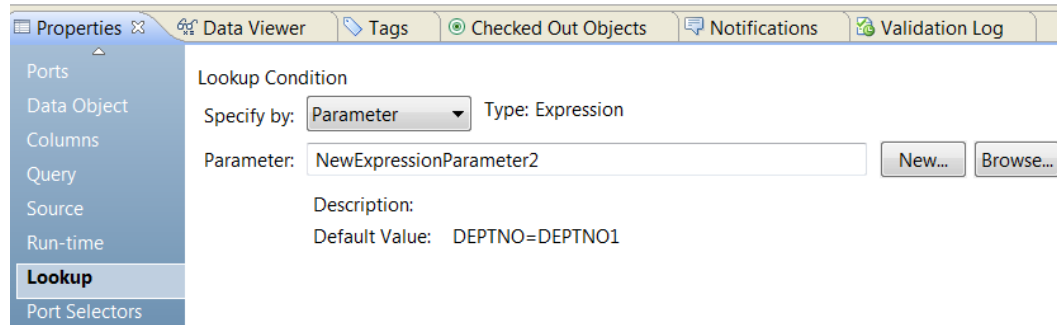 Properties Data Viewer Tags Checked Out Objects Notifications Validation Log
Ports
Data Object
Columns
Query
Source
Run-time
Lookup
Port Selectors
Lookup Condition
Specify by: Parameter Type: Expression
Parameter: NewExpressionParameter2 New... Browse...
Description:
Default Value: DEPTNO=DEPTNO1